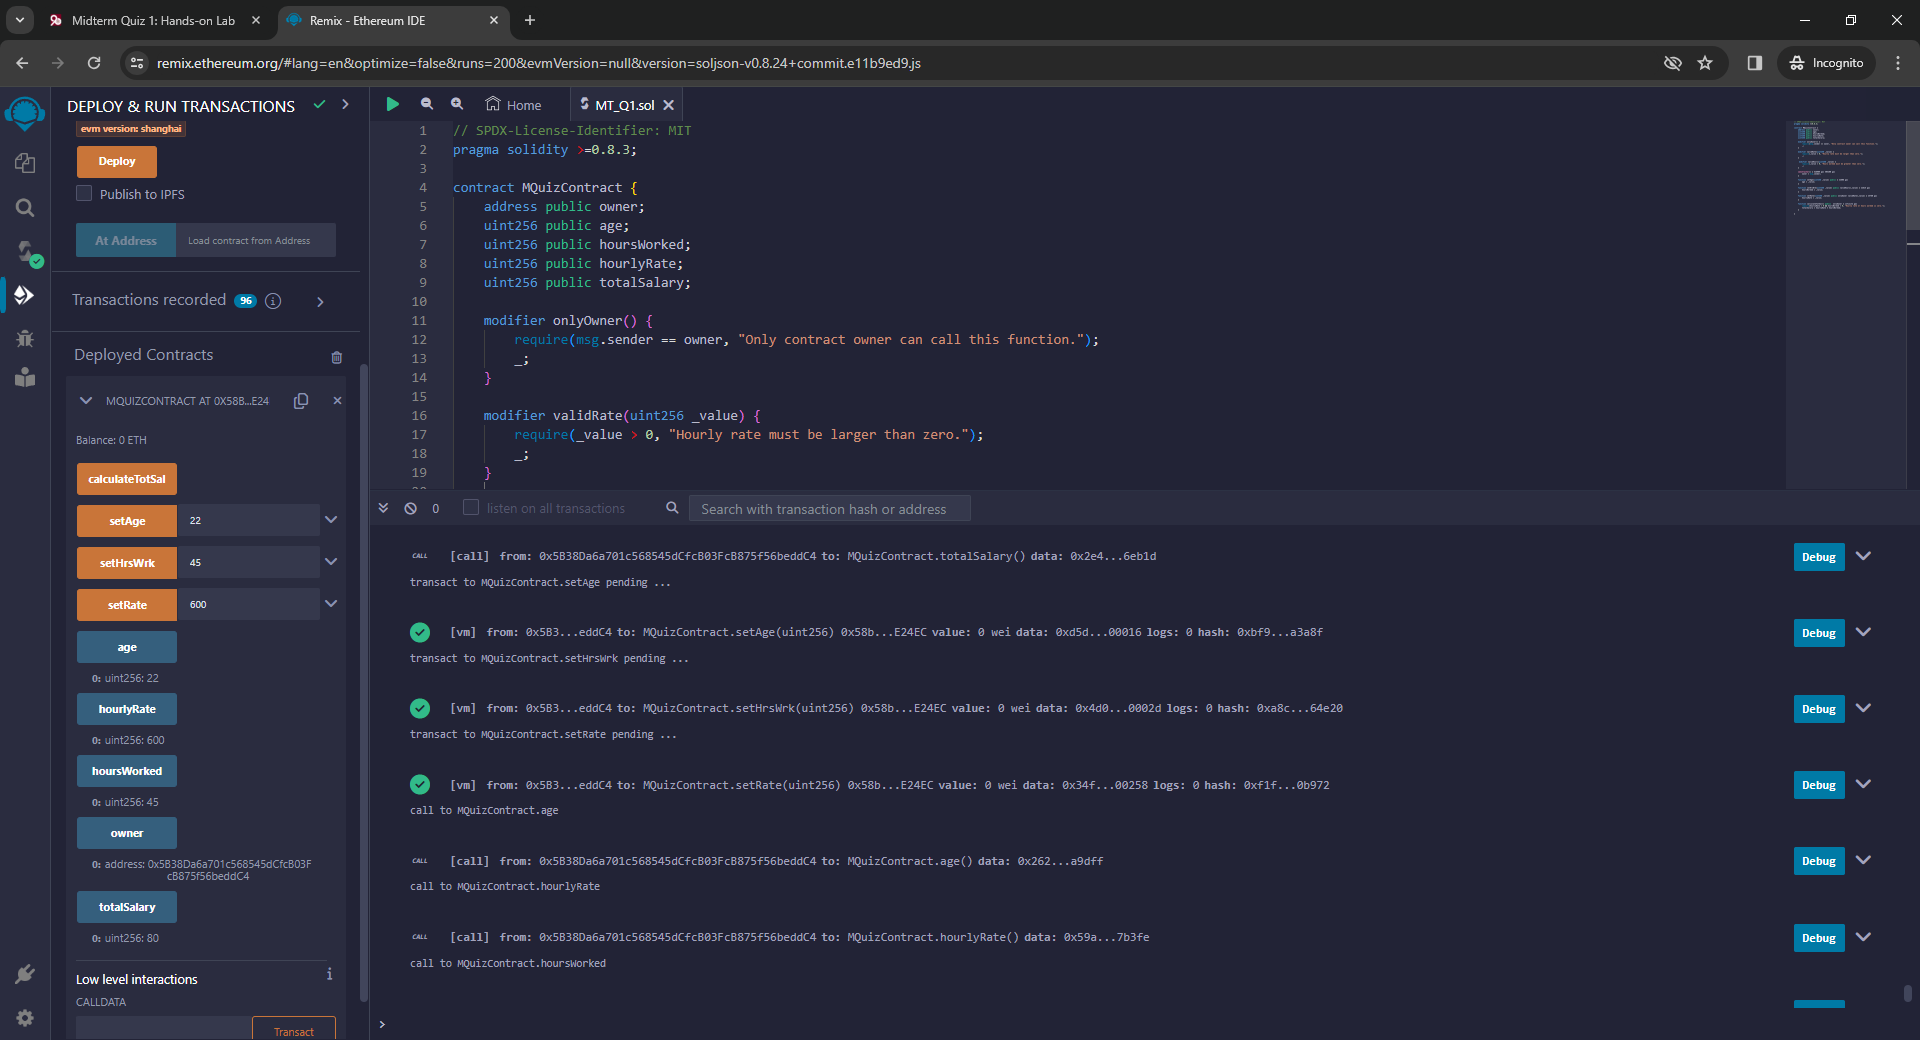 Midterm Quiz 1: Hands-on Lab
Remix - Ethereum IDE
remix.ethereum.org/#lang=en&optimize=false&runs=200&evmVersion=null&version=soljson-v0.8.24+commit.e11b9ed9.js
Incognito
DEPLOY & RUN TRANSACTIONS
evm version: shanghai
Deploy
Publish to IPFS
At Address
Load contract from Address
Transactions recorded 96
Deployed Contracts
MQUIZCONTRACT AT 0X58B...E24
Balance: 0 ETH
calculateTotSal
setAge 22
setHrsWrk 45
setRate 600
age
0: uint256: 22
hourlyRate
0: uint256: 600
hoursWorked
0: uint256: 45
owner
0: address: 0x5B38Da6a701c568545dCfcB03F
cB875f56beddC4
totalSalary
0: uint256: 80
Low level interactions
CALLDATA
Transact
Home
MT_Q1.sol
1 // SPDX-License-Identifier: MIT
2 pragma solidity >=0.8.3;
3
4 contract MQuizContract {
5 address public owner;
6 uint256 public age;
7 uint256 public hoursWorked;
8 uint256 public hourlyRate;
9 uint256 public totalSalary;
10
11 modifier onlyOwner() {
12 require(msg.sender == owner, "Only contract owner can call this function.");
13 _;
14 }
15
16 modifier validRate(uint256 _value) {
17 require(_value > 0, "Hourly rate must be larger than zero.");
18 _;
19 }
0
listen on all transactions
Search with transaction hash or address
CALL [call] from: 0x5B38Da6a701c568545dCfcB03FcB875f56beddC4 to: MQuizContract.totalSalary() data: 0x2e4...6eb1d Debug
transact to MQuizContract.setAge pending ...
[vm] from: 0x5B3...eddC4 to: MQuizContract.setAge(uint256) 0x58b...E24EC value: 0 wei data: 0xd5d...00016 logs: 0 hash: 0xbf9...a3a8f Debug
transact to MQuizContract.setHrsWrk pending ...
[vm] from: 0x5B3...eddC4 to: MQuizContract.setHrsWrk(uint256) 0x58b...E24EC value: 0 wei data: 0x4d0...0002d logs: 0 hash: 0xa8c...64e20 Debug
transact to MQuizContract.setRate pending ...
[vm] from: 0x5B3...eddC4 to: MQuizContract.setRate(uint256) 0x58b...E24EC value: 0 wei data: 0x34f...00258 logs: 0 hash: 0xf1f...0b972 Debug
call to MQuizContract.age
CALL [call] from: 0x5B38Da6a701c568545dCfcB03FcB875f56beddC4 to: MQuizContract.age() data: 0x262...a9dff Debug
call to MQuizContract.hourlyRate
CALL [call] from: 0x5B38Da6a701c568545dCfcB03FcB875f56beddC4 to: MQuizContract.hourlyRate() data: 0x59a...7b3fe Debug
call to MQuizContract.hoursWorked
>